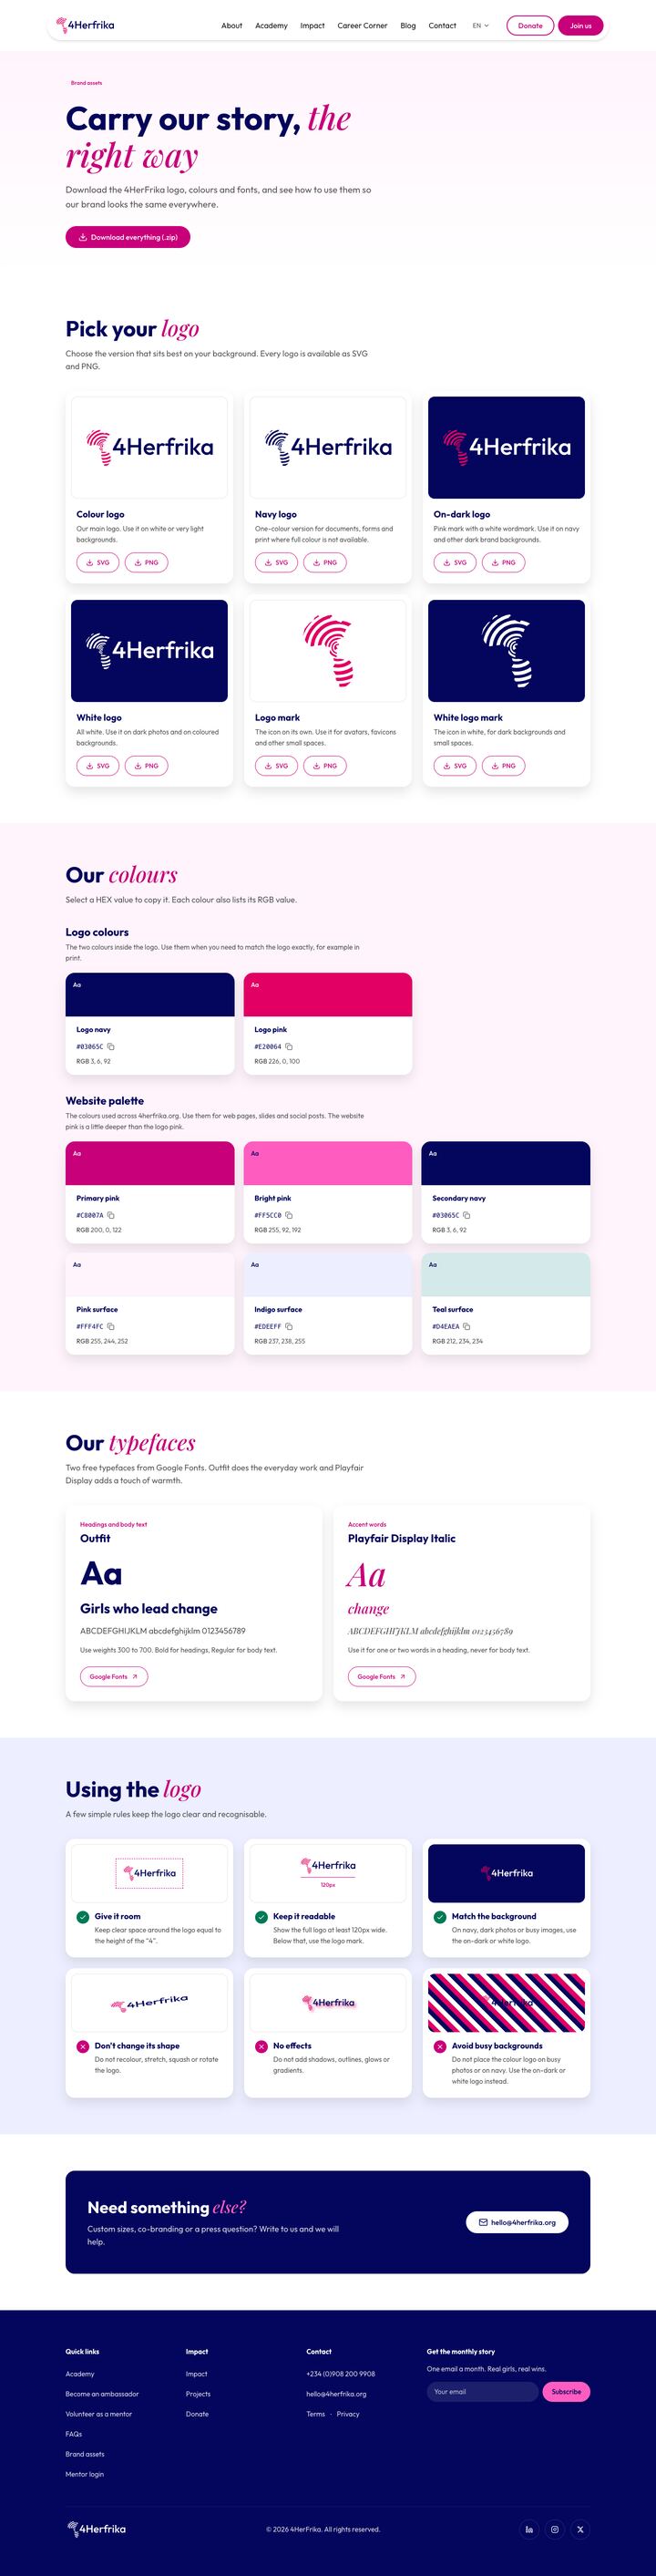 4Herfrika
About Academy Impact Career Corner Blog Contact EN Donate Join us
Brand assets
Carry our story, the
right way
Download the 4HerFrika logo, colours and fonts, and see how to use them so
our brand looks the same everywhere.
Download everything (.zip)
Pick your logo
Choose the version that sits best on your background. Every logo is available as SVG
and PNG.
4Herfrika
4Herfrika
4Herfrika
Colour logo
Our main logo. Use it on white or very light
backgrounds.
SVG PNG
Navy logo
One-colour version for documents, forms and
print where full colour is not available.
SVG PNG
On-dark logo
Pink mark with a white wordmark. Use it on navy
and other dark brand backgrounds.
SVG PNG
4Herfrika
White logo
All white. Use it on dark photos and on coloured
backgrounds.
SVG PNG
Logo mark
The icon on its own. Use it for avatars, favicons
and other small spaces.
SVG PNG
White logo mark
The icon in white, for dark backgrounds and
small spaces.
SVG PNG
Our colours
Select a HEX value to copy it. Each colour also lists its RGB value.
Logo colours
The two colours inside the logo. Use them when you need to match the logo exactly, for example in
print.
Aa
Logo navy
#03065C
RGB 3, 6, 92
Aa
Logo pink
#E20064
RGB 226, 0, 100
Website palette
The colours used across 4herfrika.org. Use them for web pages, slides and social posts. The website
pink is a little deeper than the logo pink.
Aa
Primary pink
#C8007A
RGB 200, 0, 122
Aa
Bright pink
#FF5CC0
RGB 255, 92, 192
Aa
Secondary navy
#03065C
RGB 3, 6, 92
Aa
Pink surface
#FFF4FC
RGB 255, 244, 252
Aa
Indigo surface
#EDEEFF
RGB 237, 238, 255
Aa
Teal surface
#D4EAEA
RGB 212, 234, 234
Our typefaces
Two free typefaces from Google Fonts. Outfit does the everyday work and Playfair
Display adds a touch of warmth.
Headings and body text
Outfit
Aa
Girls who lead change
ABCDEFGHIJKLM abcdefghijklm 0123456789
Use weights 300 to 700. Bold for headings, Regular for body text.
Google Fonts
Accent words
Playfair Display Italic
Aa
change
ABCDEFGHIJKLM abcdefghijklm 0123456789
Use it for one or two words in a heading, never for body text.
Google Fonts
Using the logo
A few simple rules keep the logo clear and recognisable.
4Herfrika
Give it room
Keep clear space around the logo equal to
the height of the “4”.
4Herfrika
120px
Keep it readable
Show the full logo at least 120px wide.
Below that, use the logo mark.
4Herfrika
Match the background
On navy, dark photos or busy images, use
the on-dark or white logo.
4Herfrika
Don’t change its shape
Do not recolour, stretch, squash or rotate
the logo.
4Herfrika
No effects
Do not add shadows, outlines, glows or
gradients.
4Herfrika
Avoid busy backgrounds
Do not place the colour logo on busy
photos or on navy. Use the on-dark or
white logo instead.
Need something else?
Custom sizes, co-branding or a press question? Write to us and we will
help.
hello@4herfrika.org
Quick links
Academy
Become an ambassador
Volunteer as a mentor
FAQs
Brand assets
Mentor login
Impact
Impact
Projects
Donate
Contact
+234 (0)908 200 9908
hello@4herfrika.org
Terms · Privacy
Get the monthly story
One email a month. Real girls, real wins.
Your email Subscribe
4Herfrika
© 2026 4HerFrika. All rights reserved.